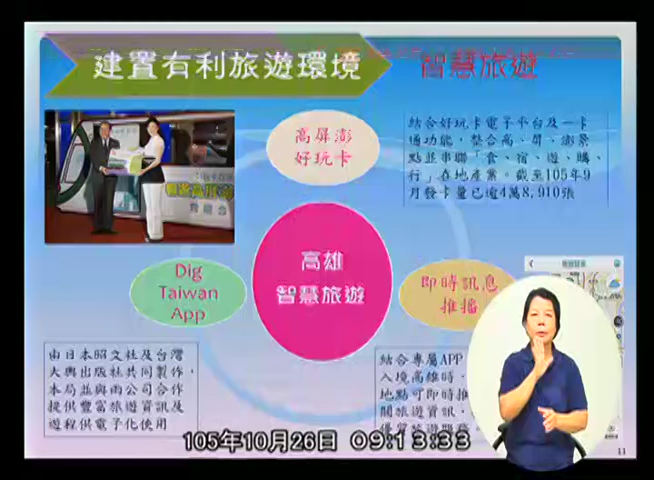 建置有利旅遊環境
智慧旅遊
高屏澎
好玩卡
結合好玩卡電子平台及一卡
通功能，整合高、屏、澎景
點並串聯「食、宿、遊、購、
行」在地產業。截至105年9
月發卡量已逾4萬8,910張
高雄
智慧旅遊
Dig
Taiwan
App
即時訊息
推播
由日本昭文社及台灣
大輿出版社共同製作，
本局並與兩公司合作
提供豐富旅遊資訊及
遊程供電子化使用
結合專屬APP
入境高雄時，
地點可即時推
關旅遊資訊，
優質旅遊服務
105年10月26日 09:13:33
11